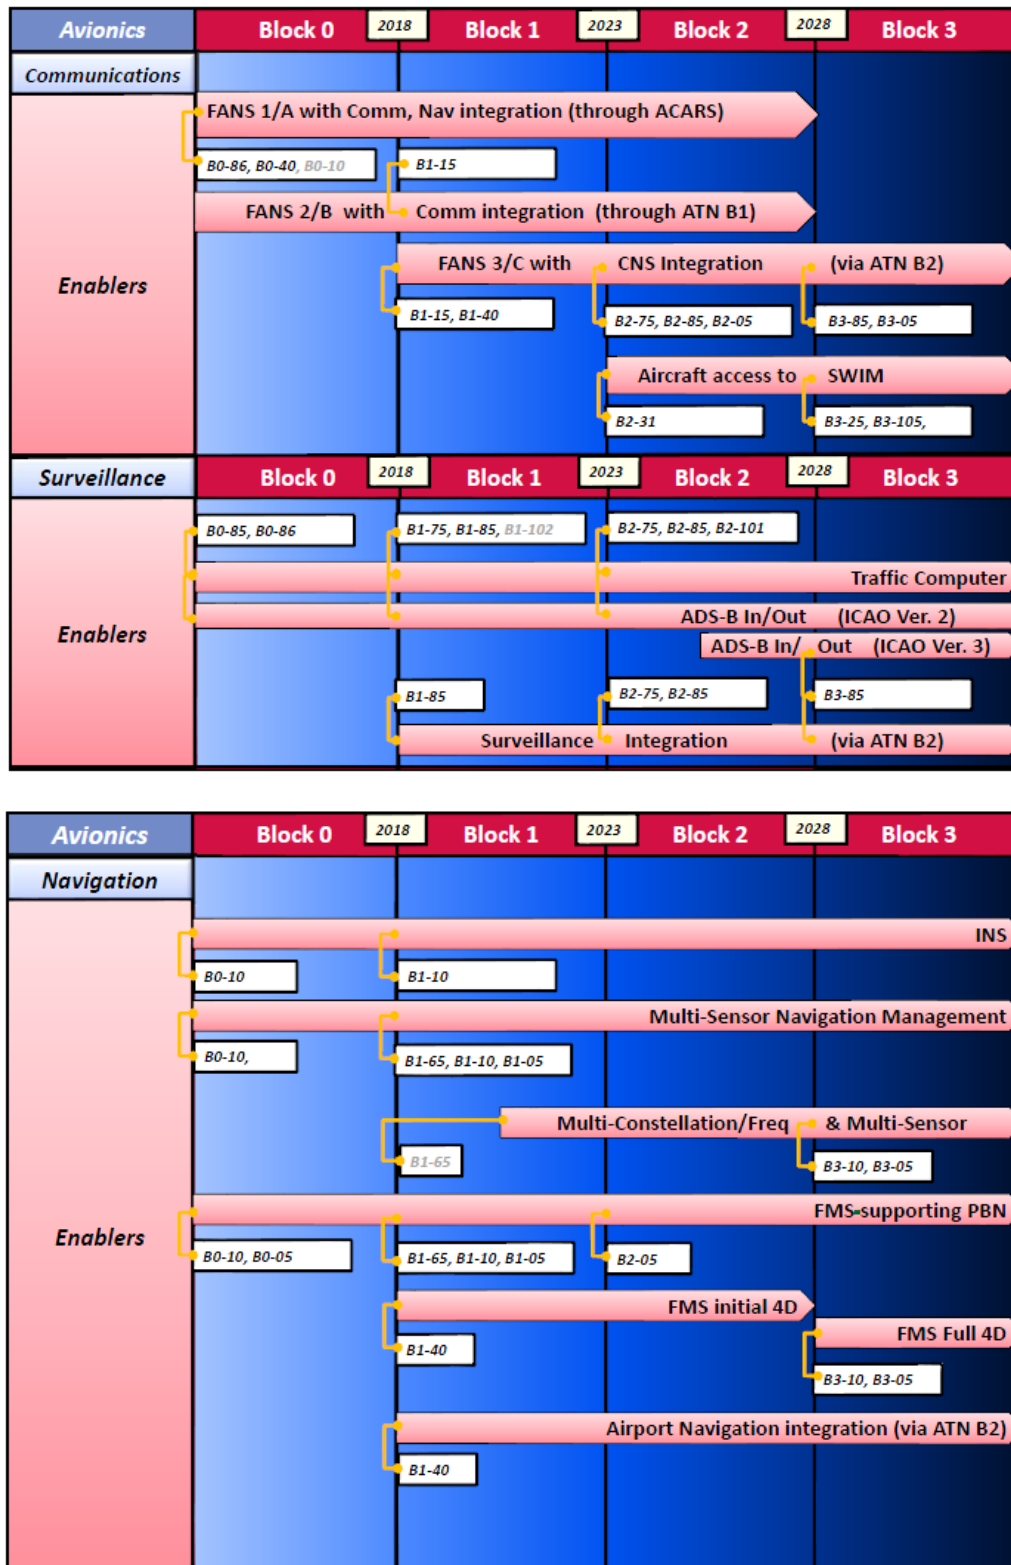 Avionics Block 0 2018 Block 1 2023 Block 2 2028 Block 3
Communications
FANS 1/A with Comm, Nav integration (through ACARS)
B0-86, B0-40, B0-10 B1-15
FANS 2/B with Comm integration (through ATN B1)
FANS 3/C with CNS Integration (via ATN B2)
Enablers
B1-15, B1-40 B2-75, B2-85, B2-05 B3-85, B3-05
Aircraft access to SWIM
B2-31 B3-25, B3-105,
Surveillance Block 0 2018 Block 1 2023 Block 2 2028 Block 3
B0-85, B0-86 B1-75, B1-85, B1-102 B2-75, B2-85, B2-101
Traffic Computer
ADS-B In/Out (ICAO Ver. 2)
Enablers
ADS-B In/ Out (ICAO Ver. 3)
B1-85 B2-75, B2-85 B3-85
Surveillance Integration (via ATN B2)
Avionics Block 0 2018 Block 1 2023 Block 2 2028 Block 3
Navigation
INS
B0-10 B1-10
Multi-Sensor Navigation Management
B0-10, B1-65, B1-10, B1-05
Multi-Constellation/Freq & Multi-Sensor
B1-65 B3-10, B3-05
FMS-supporting PBN
Enablers
B0-10, B0-05 B1-65, B1-10, B1-05 B2-05
FMS initial 4D
FMS Full 4D
B1-40
B3-10, B3-05
Airport Navigation integration (via ATN B2)
B1-40